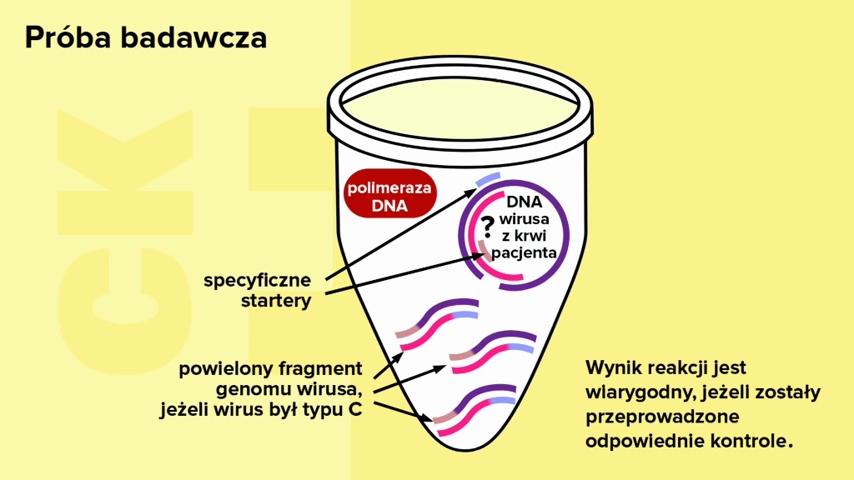 Próba badawcza
CK
polimeraza
DNA
DNA
wirusa
?
z krwi
pacjenta
specyficzne
startery
powielony fragment
genomu wirusa,
jeżeli wirus był typu C
Wynik reakcji jest
wiarygodny, jeżeli zostały
przeprowadzone
odpowiednie kontrole.